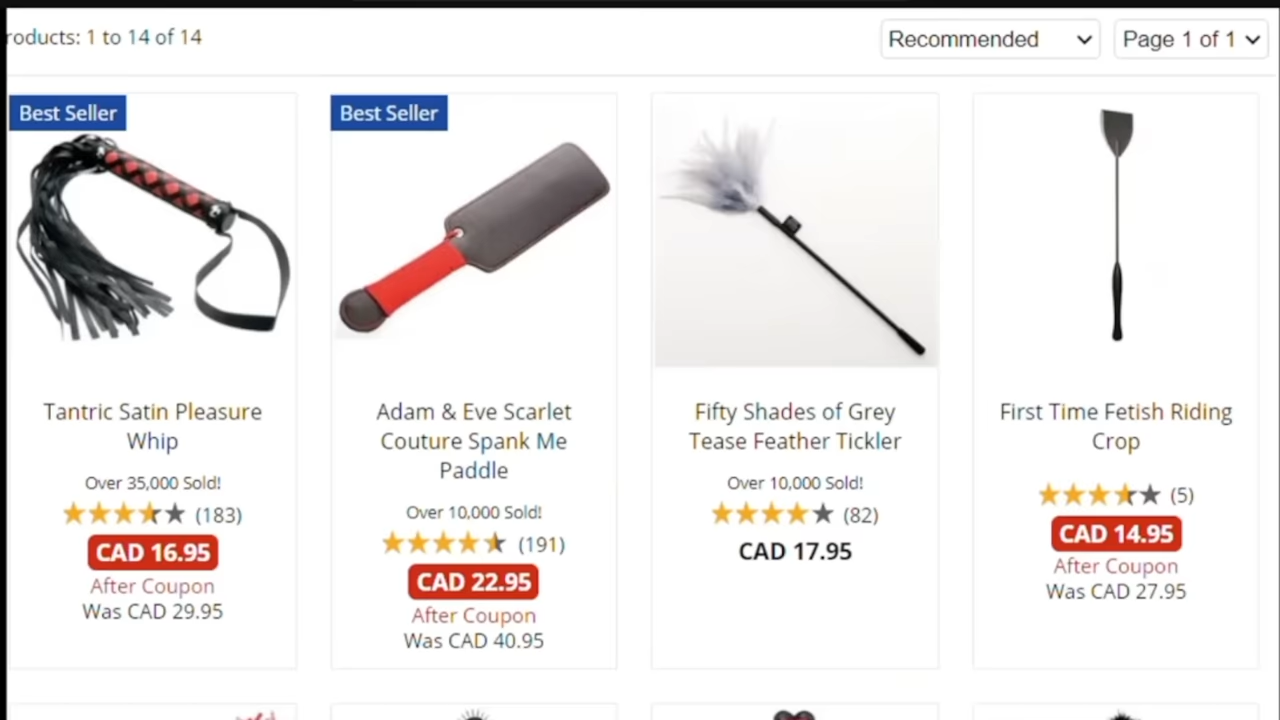 roducts: 1 to 14 of 14
Recommended
Page 1 of 1
Best Seller
Tantric Satin Pleasure
Whip
Over 35,000 Sold!
(183)
CAD 16.95
After Coupon
Was CAD 29.95
Best Seller
Adam & Eve Scarlet
Couture Spank Me
Paddle
Over 10,000 Sold!
(191)
CAD 22.95
After Coupon
Was CAD 40.95
Fifty Shades of Grey
Tease Feather Tickler
Over 10,000 Sold!
(82)
CAD 17.95
First Time Fetish Riding
Crop
(5)
CAD 14.95
After Coupon
Was CAD 27.95